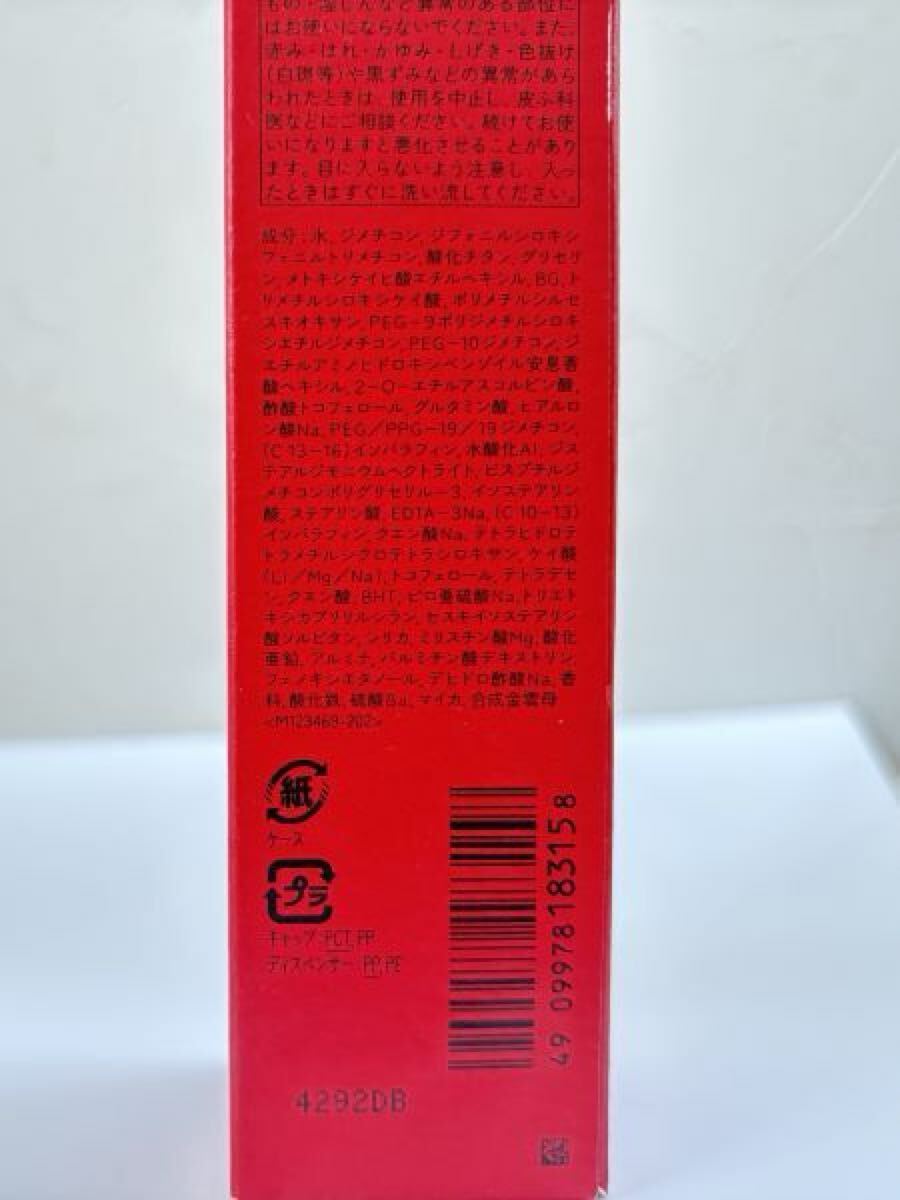 もの・湿しんなど異常のある部位に
はお使いにならないでください。また、
赤み・はれ・かゆみ・しげき・色抜け
(白斑等)や黒ずみなどの異常があら
われたときは、使用を中止し、皮ふ科
医などにご相談ください。続けてお使
いになりますと悪化させることがあり
ます。目に入らないよう注意し、入っ
たときはすぐに洗い流してください。
成分:水, ジメチコン, ジフェニルシロキシ
フェニルトリメチコン, 酸化チタン, グリセリ
ン, メトキシケイヒ酸エチルヘキシル, BG, ト
リメチルシロキシケイ酸, ポリメチルシルセ
スキオキサン, PEG-9ポリジメチルシロキ
シエチルジメチコン, PEG-10ジメチコン, ジ
エチルアミノヒドロキシベンゾイル安息香
酸ヘキシル, 2-O-エチルアスコルビン酸,
酢酸トコフェロール, グルタミン酸, ヒアルロ
ン酸Na, PEG/PPG-19/19ジメチコン,
(C13-16)イソパラフィン, 水酸化Al, ジス
テアルジモニウムヘクトライト, ビスブチルジ
メチコンポリグリセリル-3, イソステアリン
酸, ステアリン酸, EDTA-3Na, (C10-13)
イソパラフィン, クエン酸Na, テトラヒドロテ
トラメチルシクロテトラシロキサン, ケイ酸
(Li/Mg/Na), トコフェロール, テトラデセ
ン, クエン酸, BHT, ピロ亜硫酸Na, トリエト
キシカプリリルシラン, セスキイソステアリン
酸ソルビタン, シリカ, ミリスチン酸Mg, 酸化
亜鉛, アルミナ, パルミチン酸デキストリン,
フェノキシエタノール, デヒドロ酢酸Na, 香
料, 酸化鉄, 硫酸Ba, マイカ, 合成金雲母
<M123468-202>
紙
ケース
プラ
キャップ:PCT,PP
ディスペンサー:PP,PE
49 09978 183158
4292DB